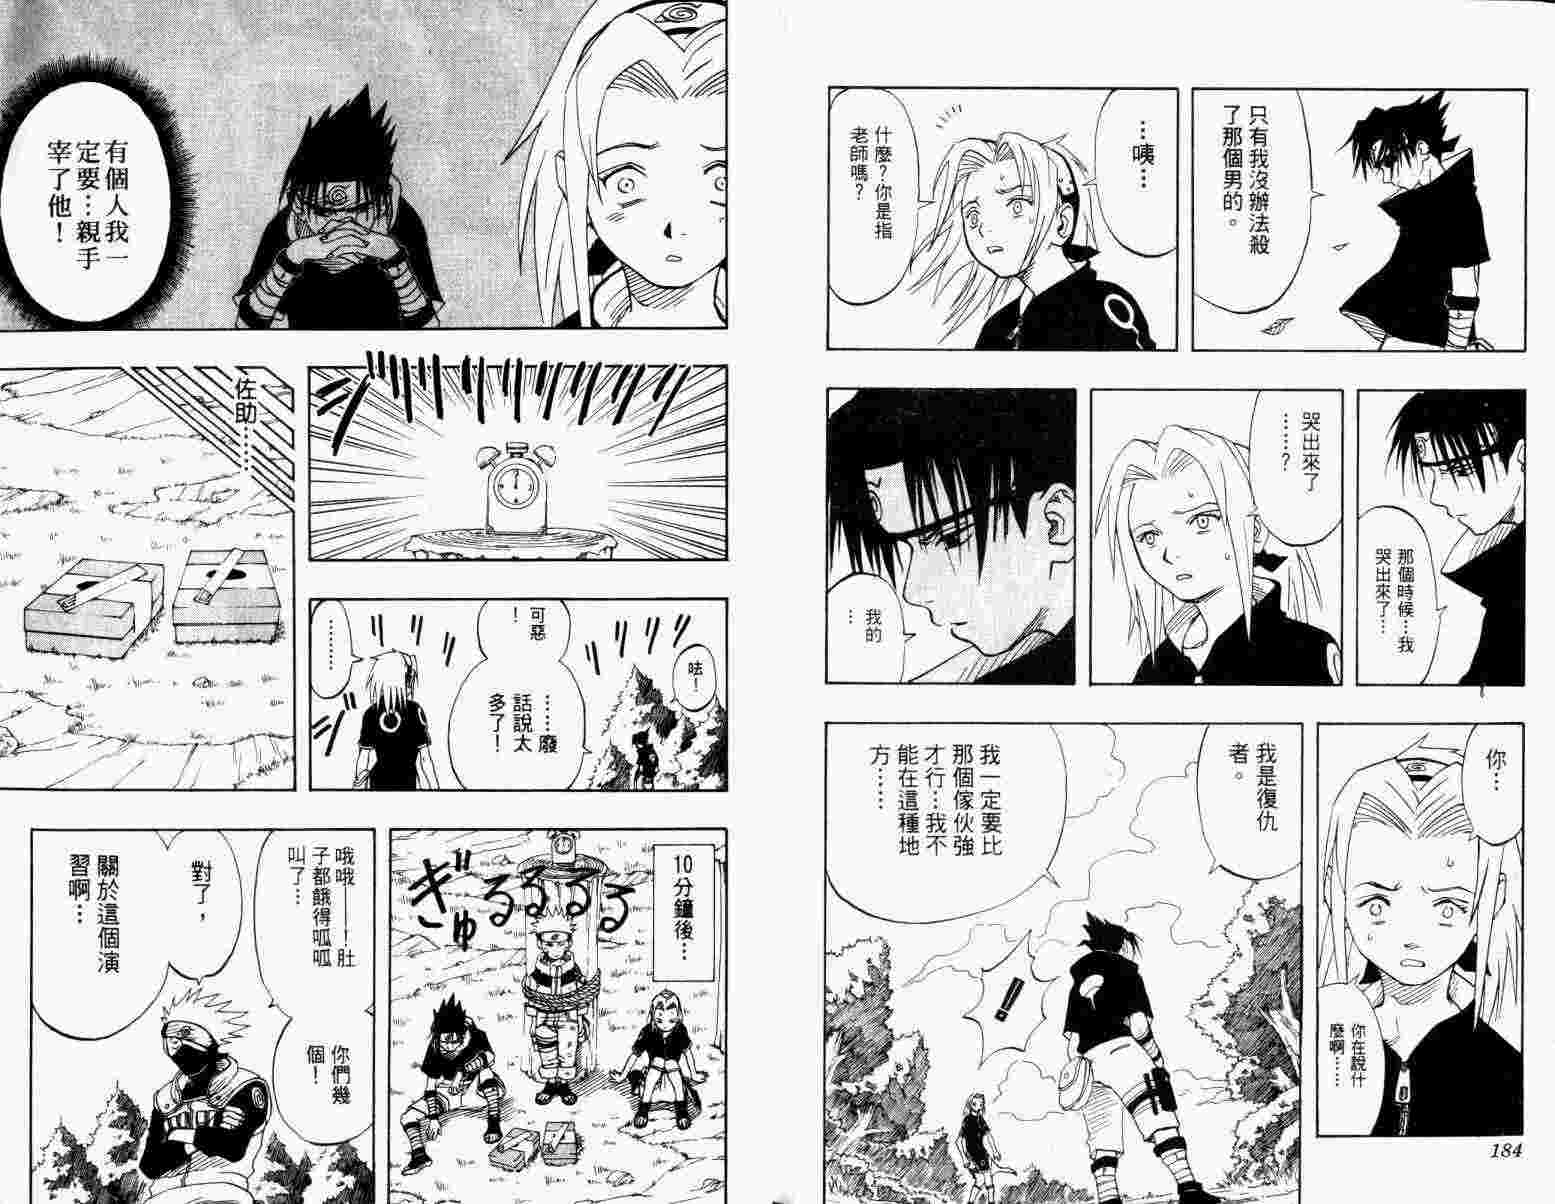 只有我沒辦法殺
了那個男的。
…咦…
什麼？你是指
老師嗎？
那個時候…我
哭出來了…
哭出來了
……？
我的
…
你…
你在說什
麼啊……
我是復仇
者。
我一定要比
那個傢伙強
才行…我不
能在這種地
方……
！
184
有個人我一
定要…親手
宰了他！
佐助……
呿！
可惡
！
……廢
話說太
多了！
………
10分鐘後…
ぎゅるるるる
哦哦——！肚
子都餓得呱呱
叫了…
你們幾
個！
對了，
關於這個演
習啊…